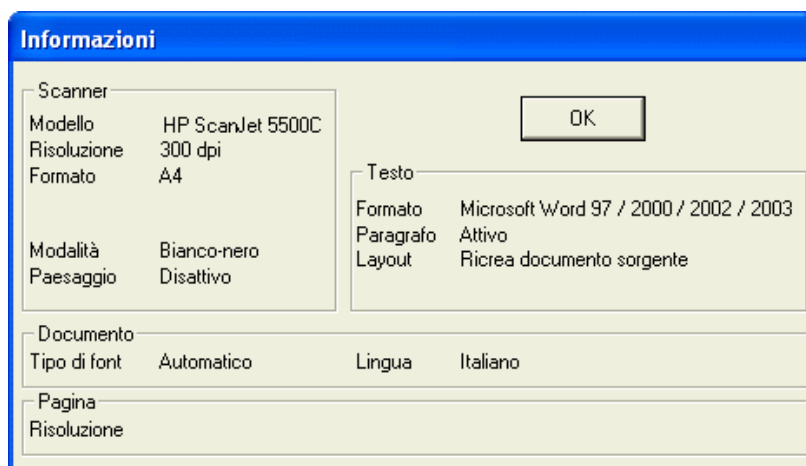 Informazioni
Scanner
Modello HP ScanJet 5500C
Risoluzione 300 dpi
Formato A4
Modalità Bianco-nero
Paesaggio Disattivo
OK
Testo
Formato Microsoft Word 97 / 2000 / 2002 / 2003
Paragrafo Attivo
Layout Ricrea documento sorgente
Documento
Tipo di font Automatico Lingua Italiano
Pagina
Risoluzione